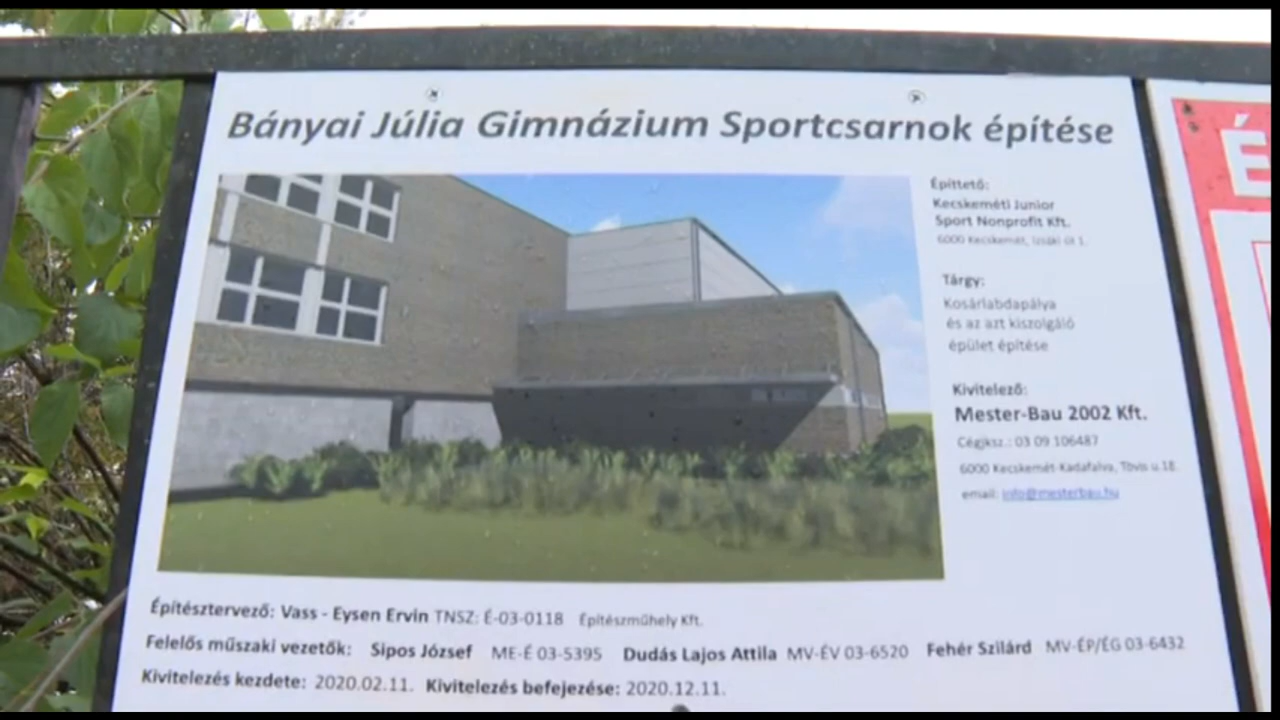 Bányai Júlia Gimnázium Sportcsarnok építése
Építtető:
Kecskeméti Junior
Sport Nonprofit Kft.
6000 Kecskemét, Izsáki út 1.
Tárgy:
Kosárlabdapálya
és az azt kiszolgáló
épület építése
Kivitelező:
Mester-Bau 2002 Kft.
Cégjksz.: 03 09 106487
6000 Kecskemét-Kadafalva, Tövis u.18.
email: info@mesterbau.hu
Építésztervező: Vass - Eysen Ervin TNSZ: É-03-0118 Építészműhely Kft.
Felelős műszaki vezetők: Sipos József ME-É 03-5395 Dudás Lajos Attila MV-ÉV 03-6520 Fehér Szilárd MV-ÉP/ÉG 03-6432
Kivitelezés kezdete: 2020.02.11. Kivitelezés befejezése: 2020.12.11.
É